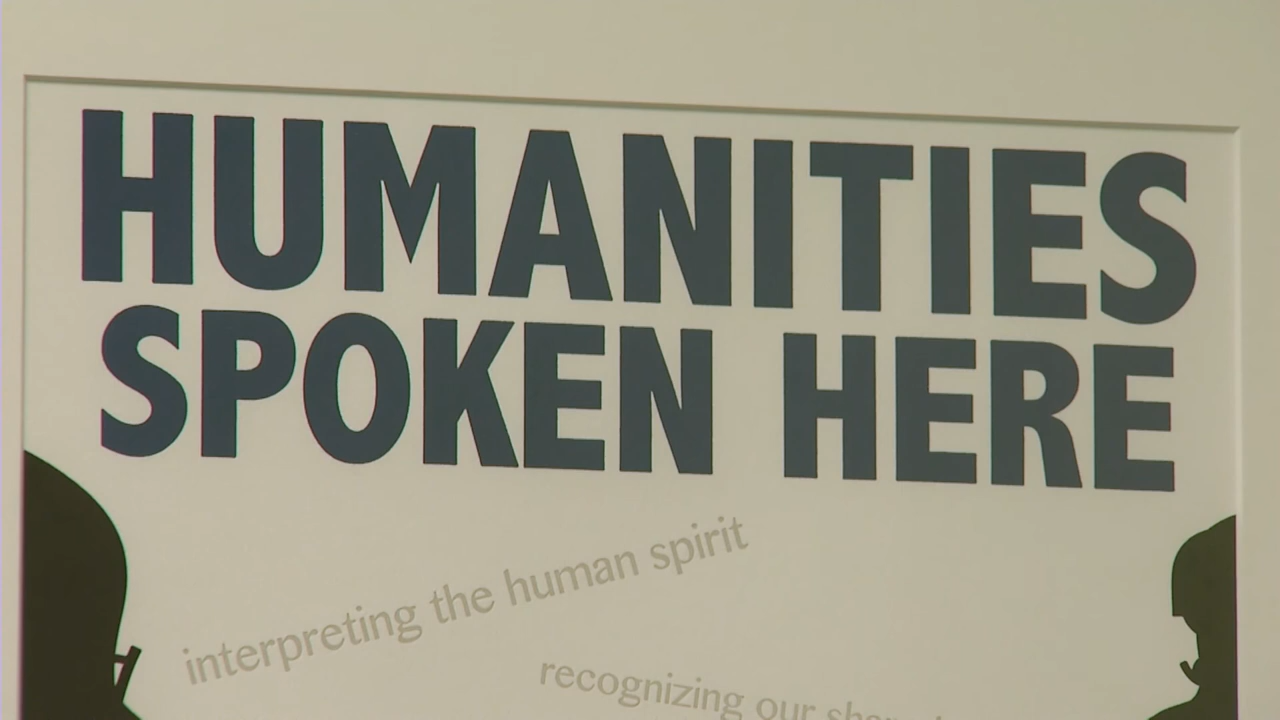 HUMANITIES
SPOKEN HERE
interpreting the human spirit
recognizing our